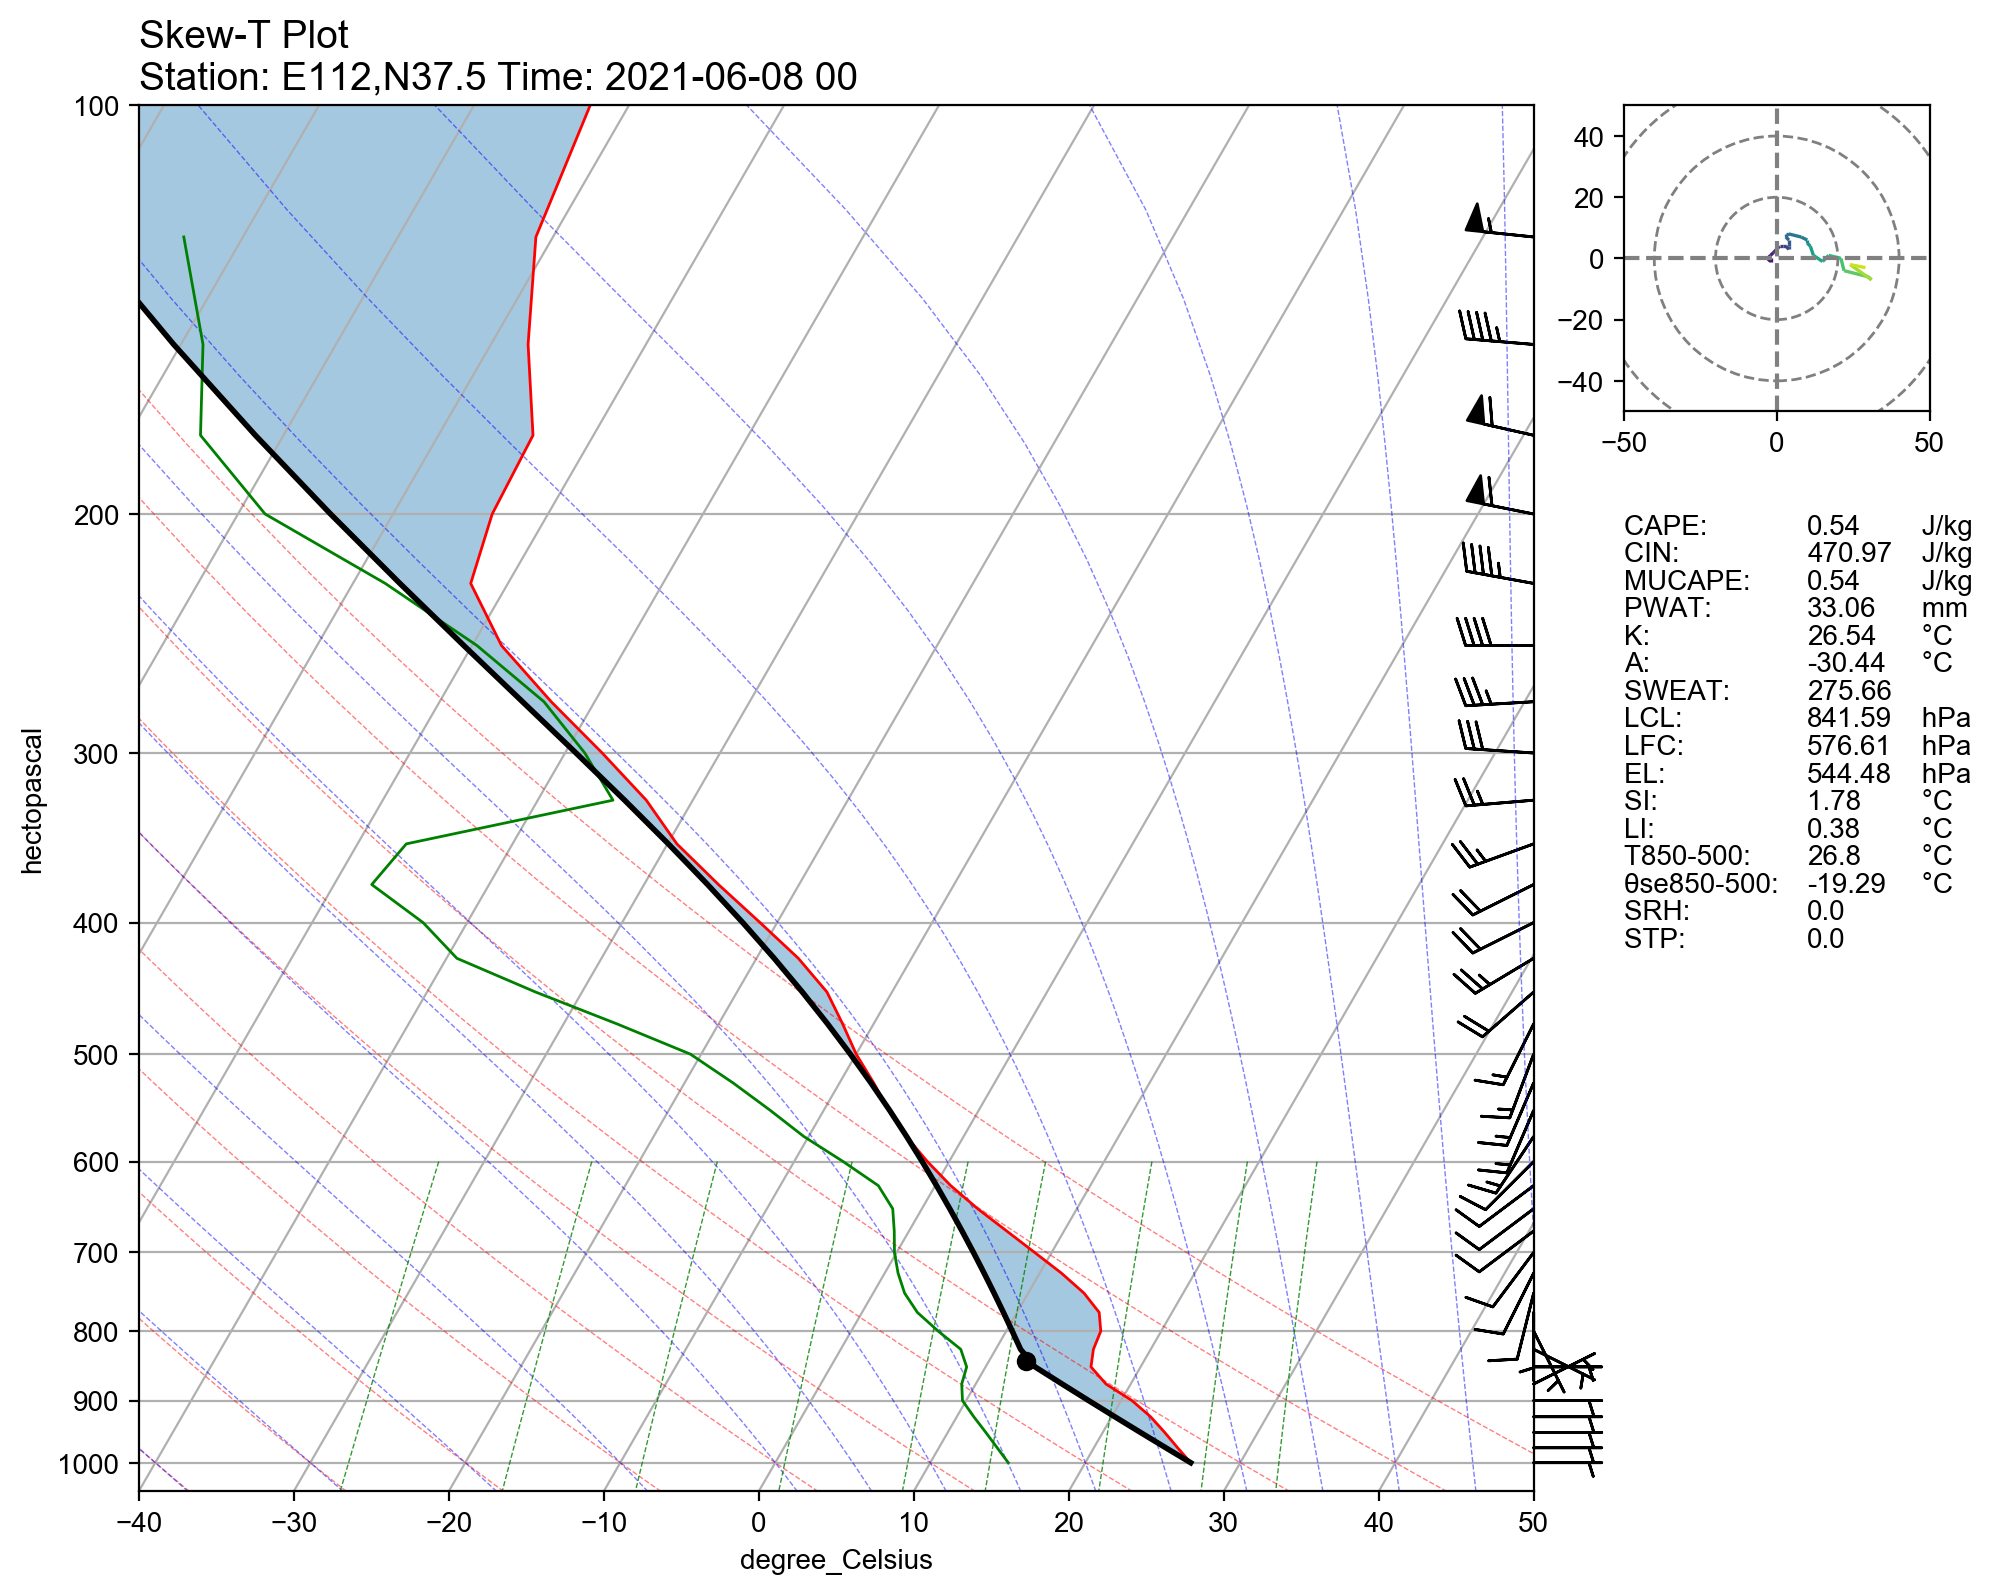 Skew-T Plot
Station: E112,N37.5 Time: 2021-06-08 00
100
200
300
400
500
600
700
800
900
1000
hectopascal
−40
−30
−20
−10
0
10
20
30
40
50
degree_Celsius
40
20
0
−20
−40
−50
0
50
CAPE: 0.54 J/kg
CIN: 470.97 J/kg
MUCAPE: 0.54 J/kg
PWAT: 33.06 mm
K: 26.54 °C
A: -30.44 °C
SWEAT: 275.66
LCL: 841.59 hPa
LFC: 576.61 hPa
EL: 544.48 hPa
SI: 1.78 °C
LI: 0.38 °C
T850-500: 26.8 °C
θse850-500: -19.29 °C
SRH: 0.0
STP: 0.0